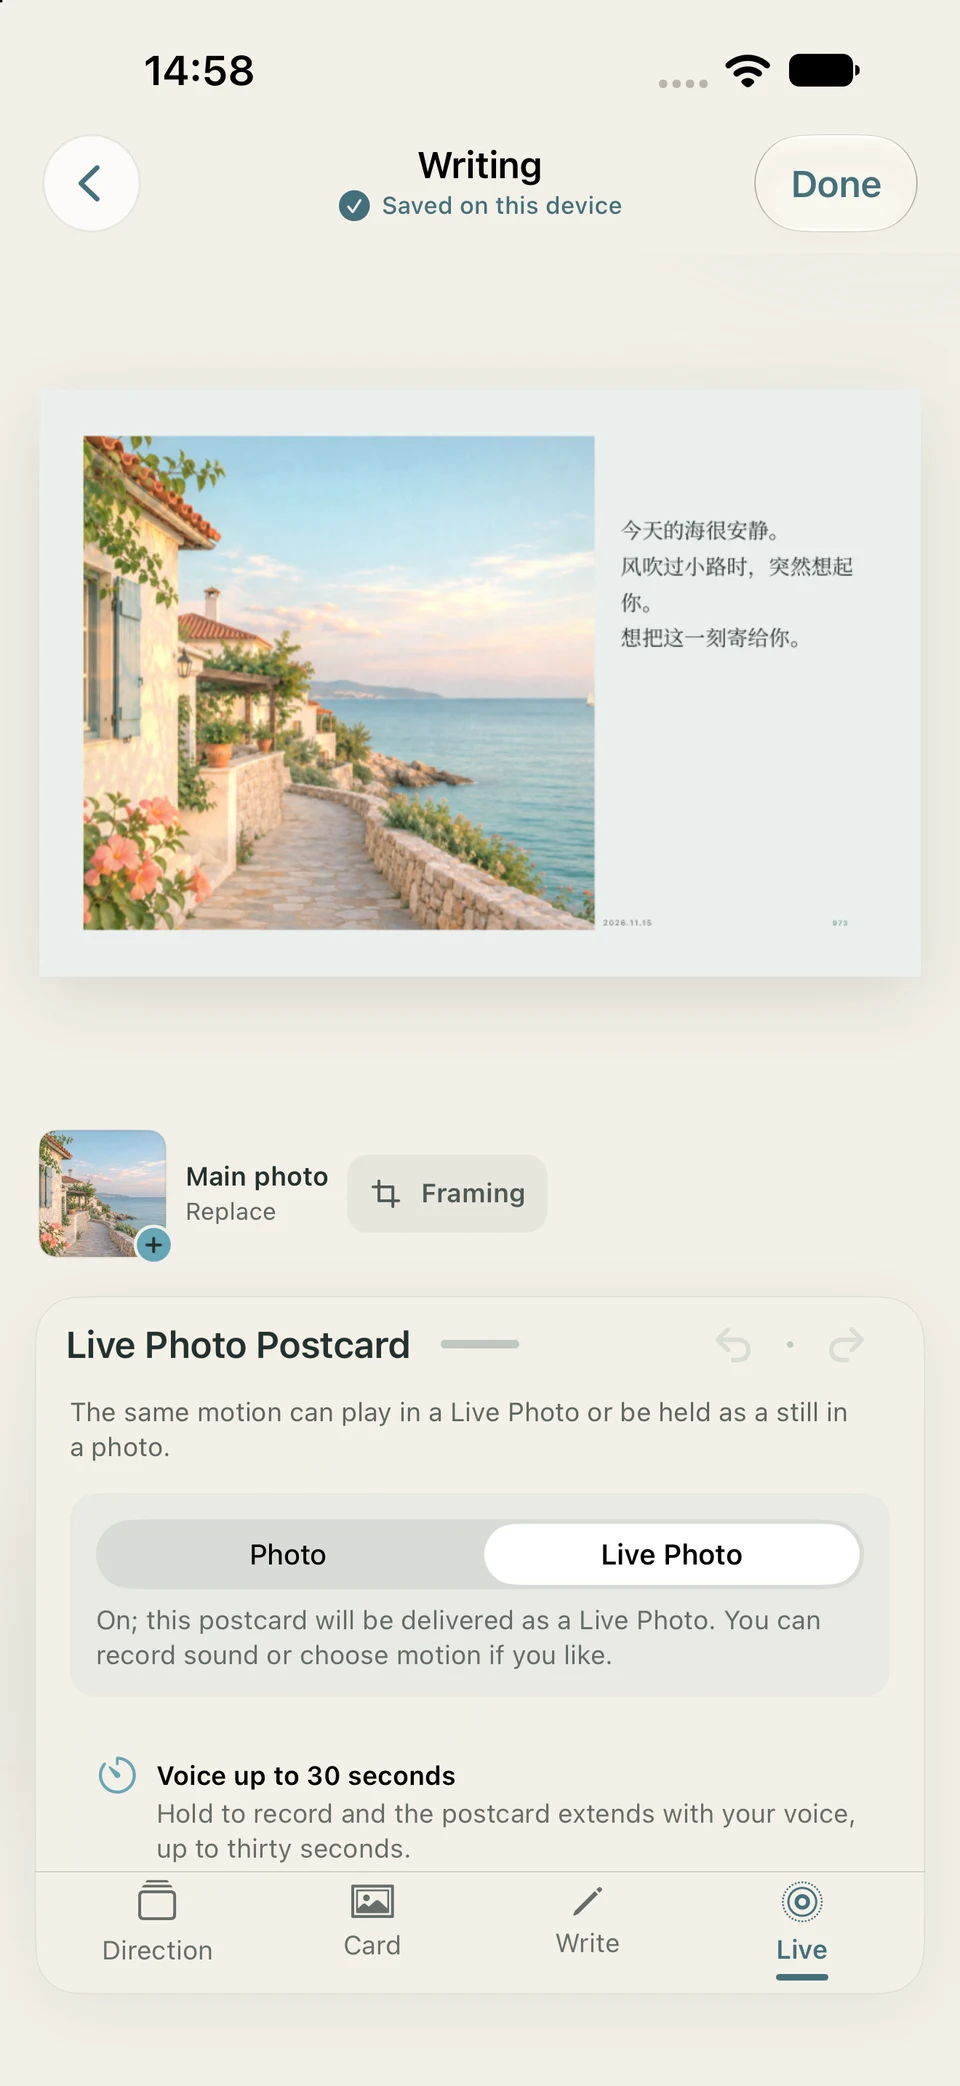 14:58
Writing
Saved on this device
Done
今天的海很安静。
风吹过小路时，突然想起
你。
想把这一刻寄给你。
2026.11.15
973
Main photo
Replace
Framing
Live Photo Postcard
The same motion can play in a Live Photo or be held as a still in
a photo.
Photo
Live Photo
On; this postcard will be delivered as a Live Photo. You can
record sound or choose motion if you like.
Voice up to 30 seconds
Hold to record and the postcard extends with your voice,
up to thirty seconds.
Direction
Card
Write
Live